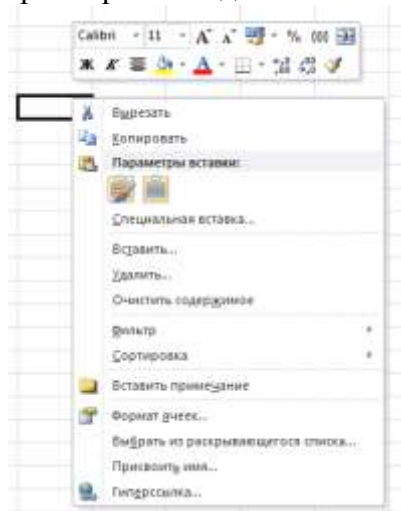 Calibri 11 А А % 000
Ж К
Вырезать
Копировать
Параметры вставки:
Специальная вставка...
Вставить...
Удалить...
Очистить содержимое
Фильтр
Сортировка
Вставить примечание
Формат ячеек...
Выбрать из раскрывающегося списка...
Присвоить имя...
Гиперссылка...